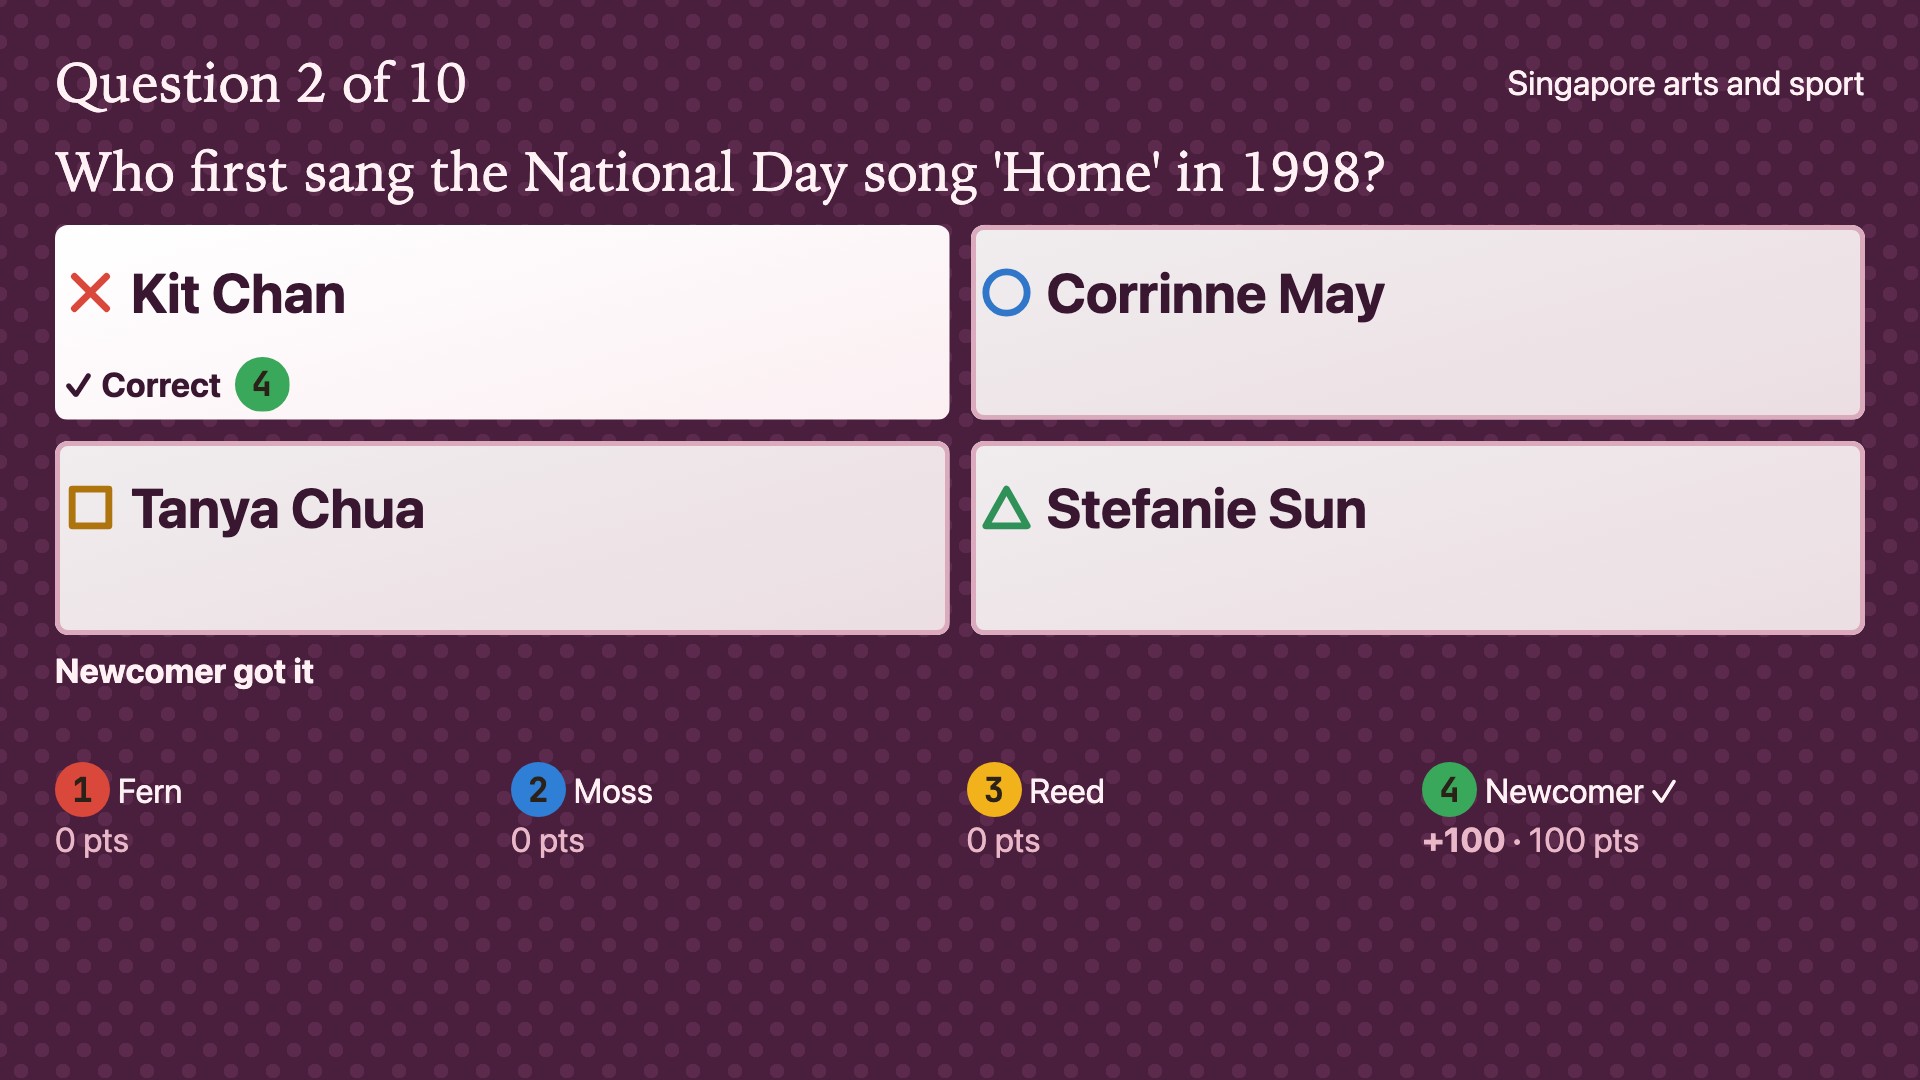 Question 2 of 10
Singapore arts and sport
Who first sang the National Day song 'Home' in 1998?
Kit Chan
✓ Correct 4
Corrinne May
Tanya Chua
Stefanie Sun
Newcomer got it
1 Fern
0 pts
2 Moss
0 pts
3 Reed
0 pts
4 Newcomer ✓
+100 · 100 pts